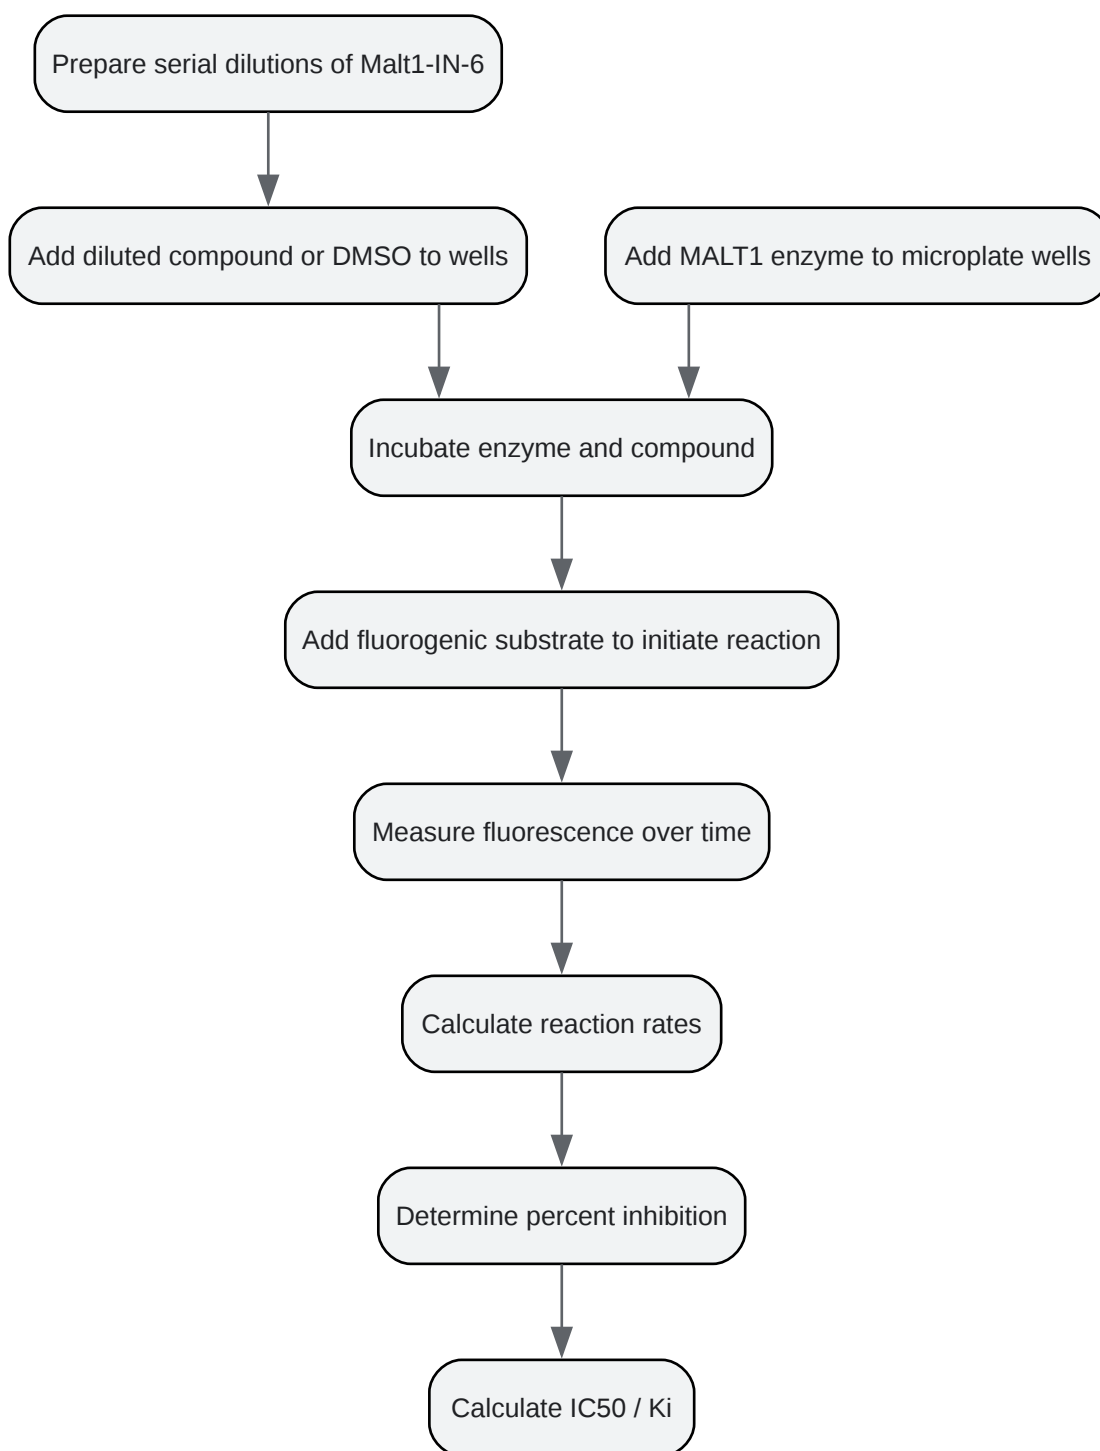 Prepare serial dilutions of Malt1-IN-6
Add diluted compound or DMSO to wells
Add MALT1 enzyme to microplate wells
Incubate enzyme and compound
Add fluorogenic substrate to initiate reaction
Measure fluorescence over time
Calculate reaction rates
Determine percent inhibition
Calculate IC50 / Ki